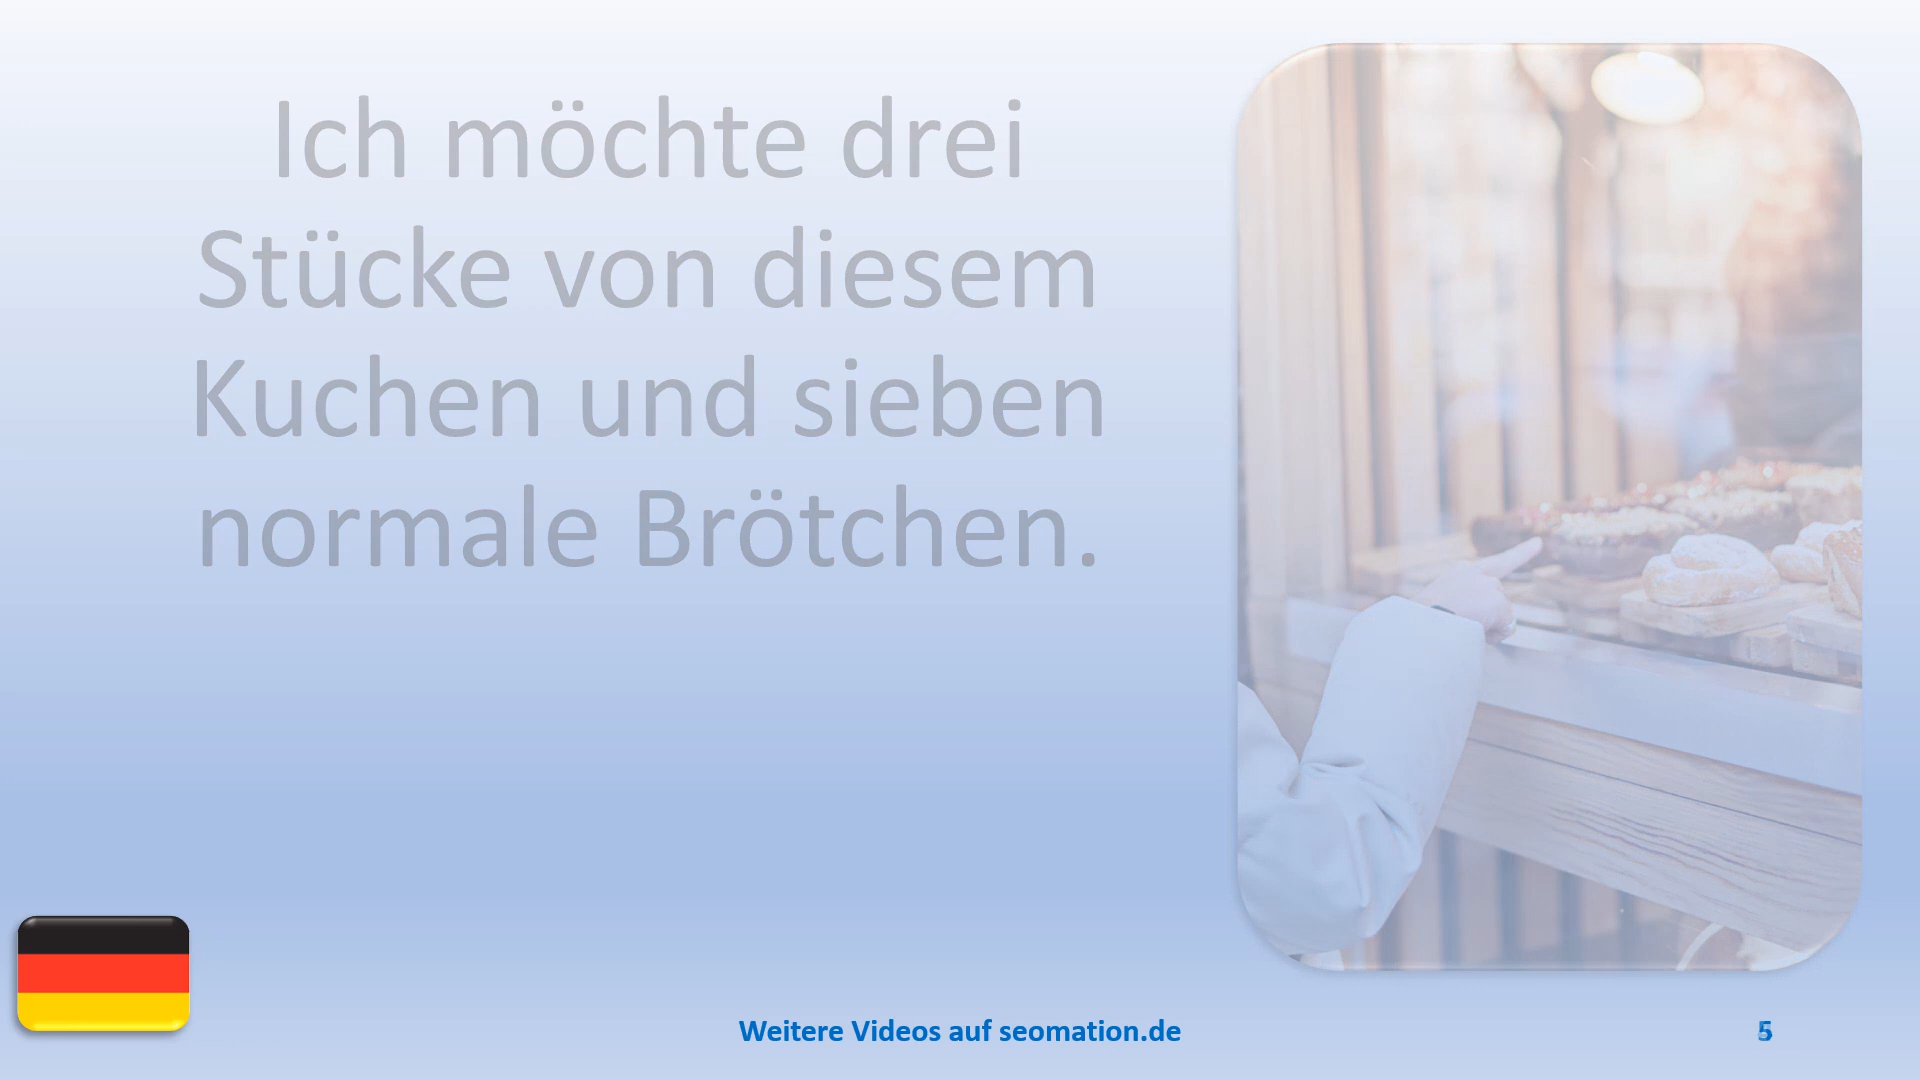 Ich möchte drei
Stücke von diesem
Kuchen und sieben
normale Brötchen.
Weitere Videos auf seomation.de
5